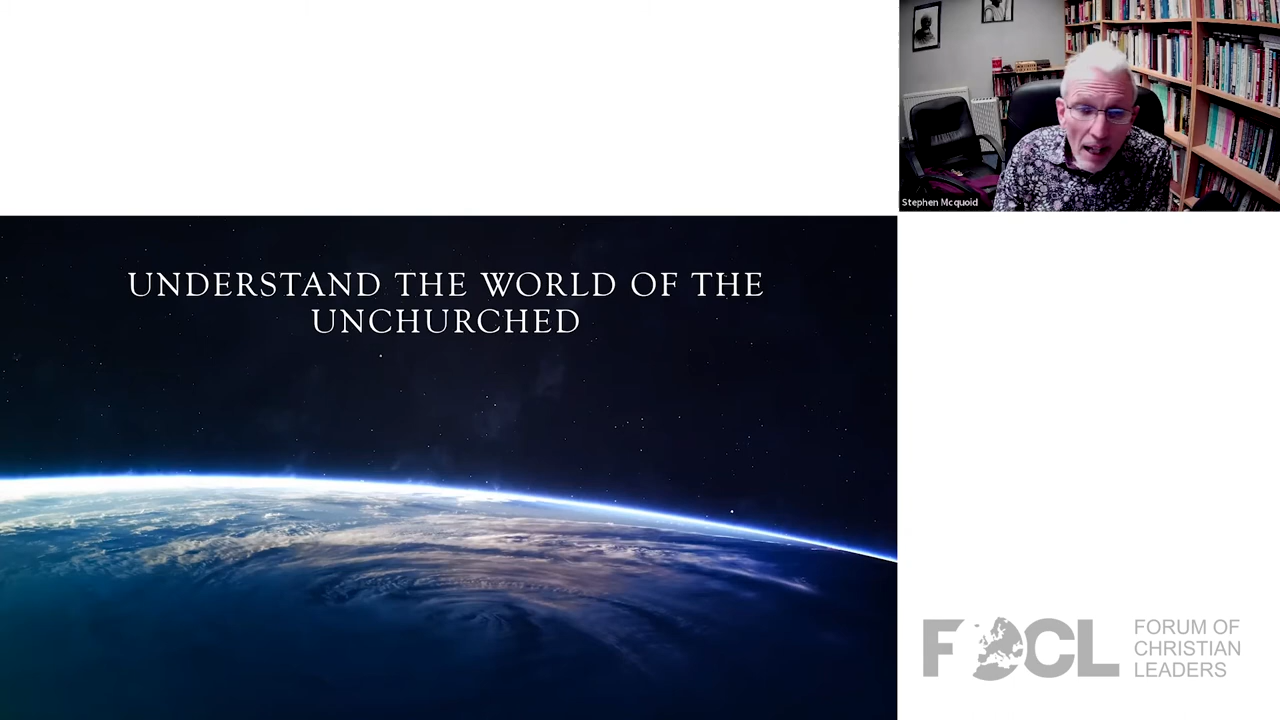 Stephen Mcquoid
UNDERSTAND THE WORLD OF THE
UNCHURCHED
FOCL
FORUM OF
CHRISTIAN
LEADERS